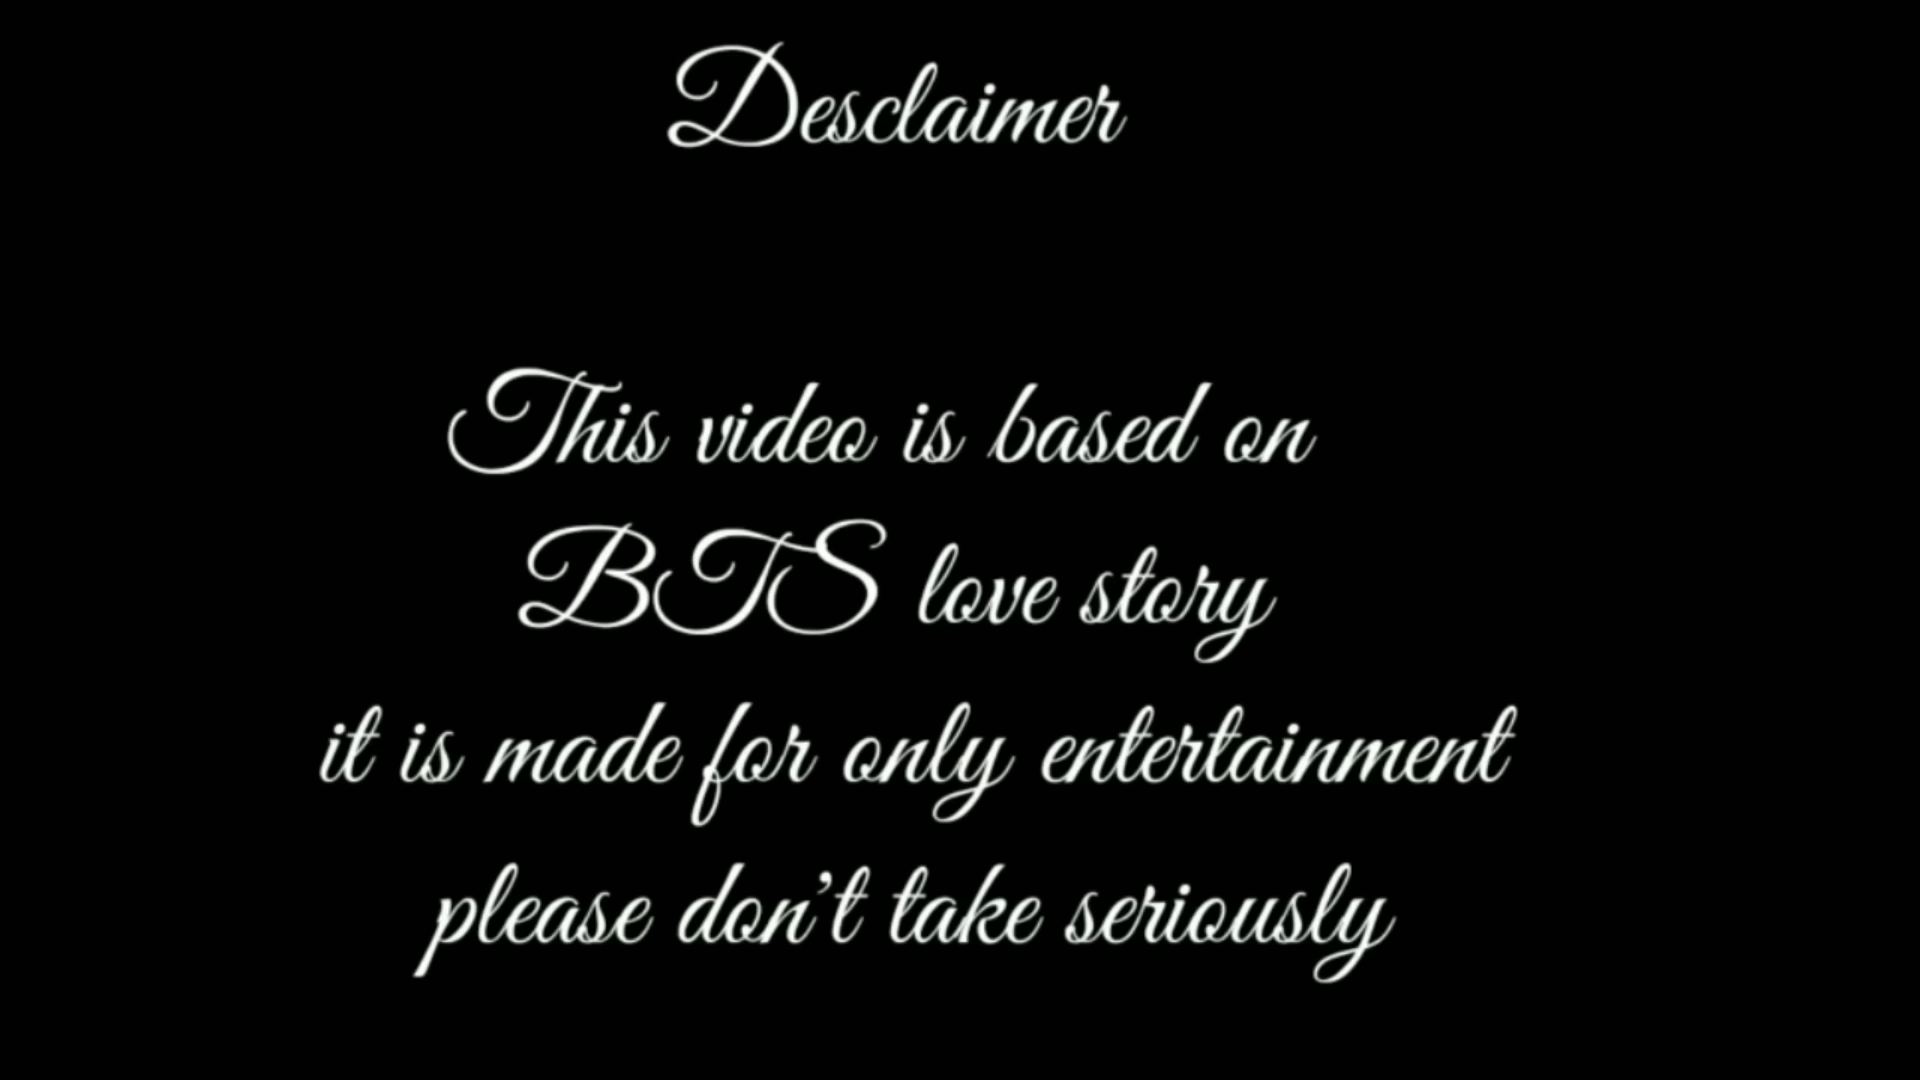 Desclaimer
This video is based on
BTS love story
it is made for only entertainment
please don't take seriously